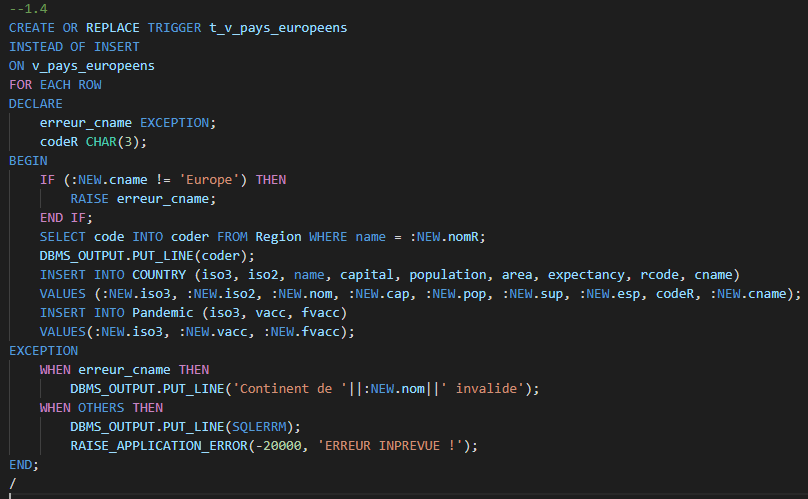 --1.4
CREATE OR REPLACE TRIGGER t_v_pays_europeens
INSTEAD OF INSERT
ON v_pays_europeens
FOR EACH ROW
DECLARE
    erreur_cname EXCEPTION;
    codeR CHAR(3);
BEGIN
    IF (:NEW.cname != 'Europe') THEN
        RAISE erreur_cname;
    END IF;
    SELECT code INTO coder FROM Region WHERE name = :NEW.nomR;
    DBMS_OUTPUT.PUT_LINE(coder);
    INSERT INTO COUNTRY (iso3, iso2, name, capital, population, area, expectancy, rcode, cname)
    VALUES (:NEW.iso3, :NEW.iso2, :NEW.nom, :NEW.cap, :NEW.pop, :NEW.sup, :NEW.esp, codeR, :NEW.cname);
    INSERT INTO Pandemic (iso3, vacc, fvacc)
    VALUES(:NEW.iso3, :NEW.vacc, :NEW.fvacc);
EXCEPTION
    WHEN erreur_cname THEN
        DBMS_OUTPUT.PUT_LINE('Continent de '||:NEW.nom||' invalide');
    WHEN OTHERS THEN
        DBMS_OUTPUT.PUT_LINE(SQLERRM);
        RAISE_APPLICATION_ERROR(-20000, 'ERREUR INPREVUE !');
END;
/